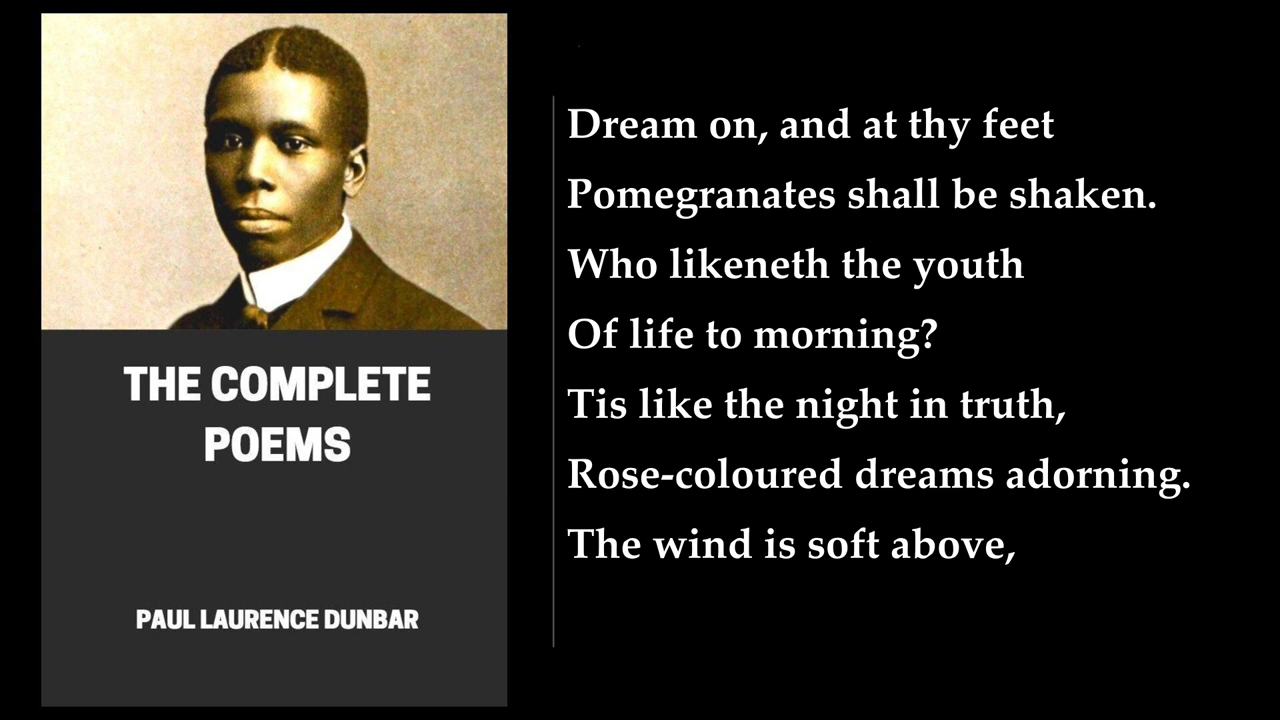 THE COMPLETE
POEMS
PAUL LAURENCE DUNBAR
Dream on, and at thy feet
Pomegranates shall be shaken.
Who likeneth the youth
Of life to morning?
Tis like the night in truth,
Rose-coloured dreams adorning.
The wind is soft above,